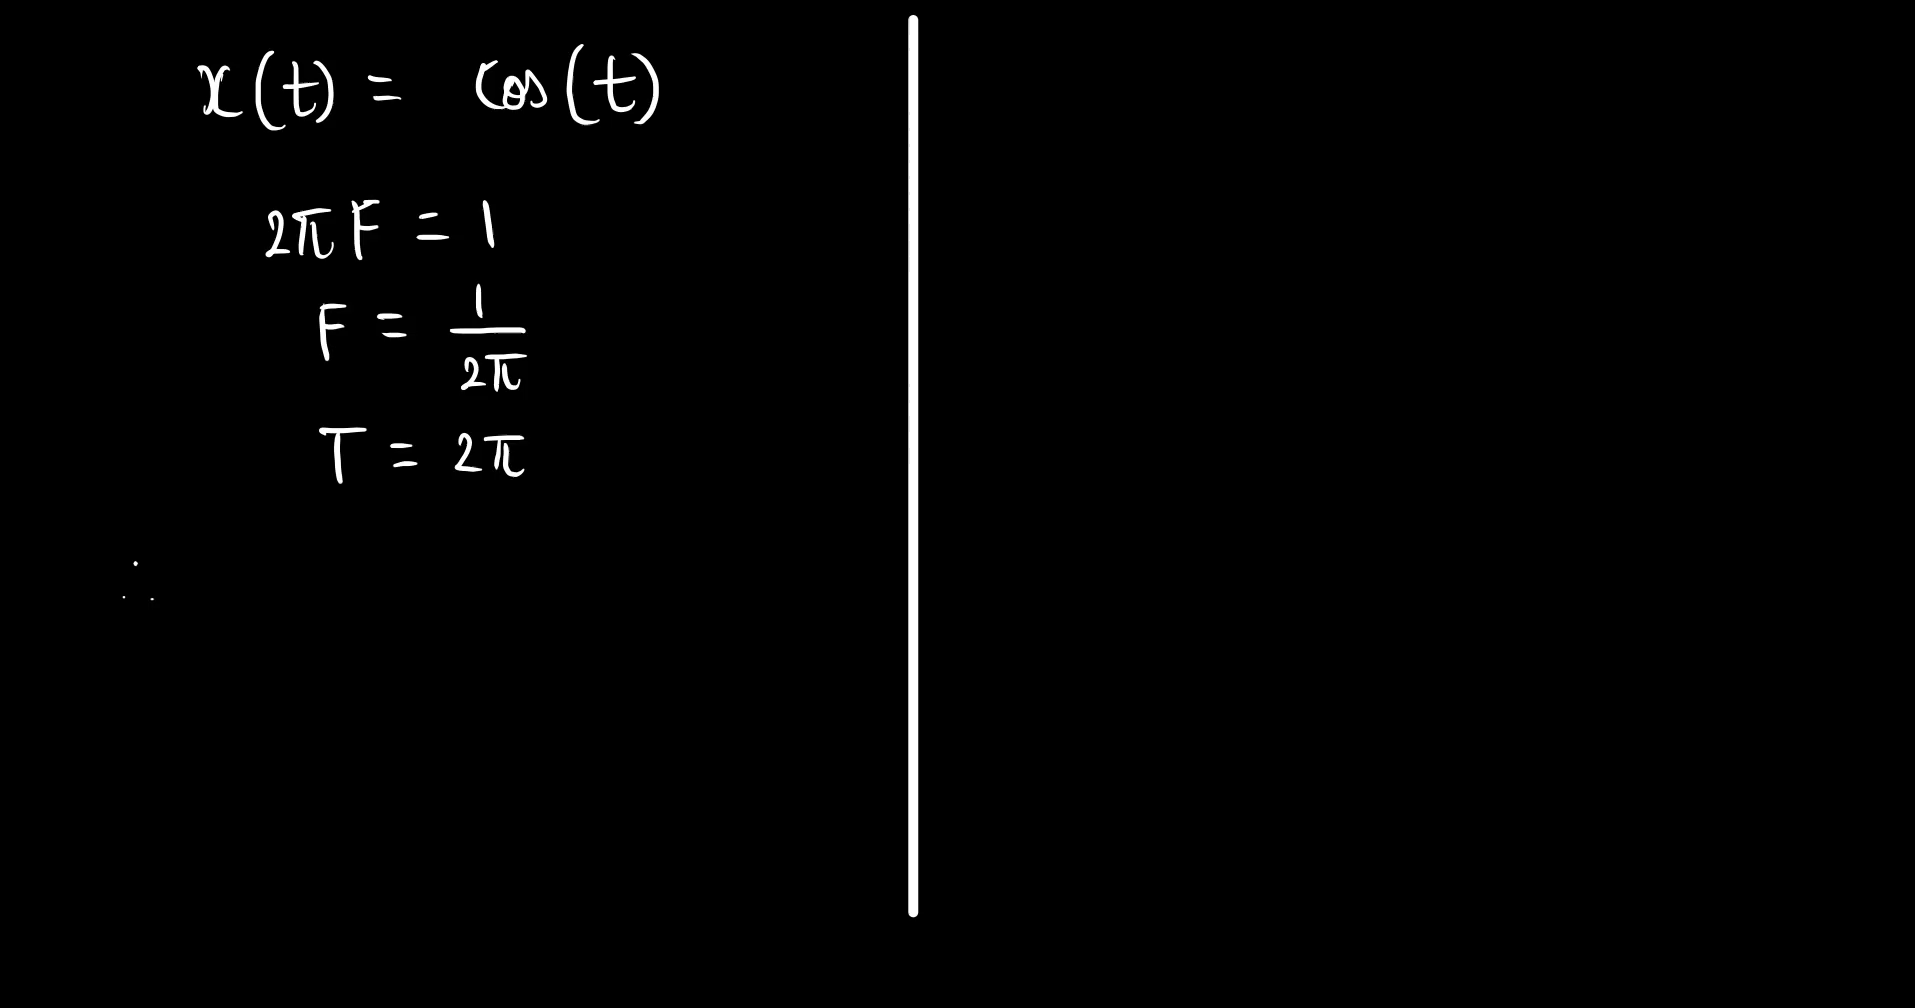 x(t) = cos(t)
2πF = 1
F = 1/2π
T = 2π
∴